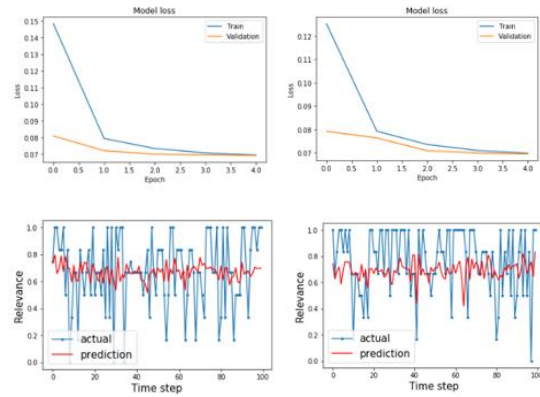 Model loss
0.15
0.14
0.13
0.12
0.11
0.10
0.09
0.08
0.07
Loss
Train
Validation
0.0 0.5 1.0 1.5 2.0 2.5 3.0 3.5 4.0
Epoch
Model loss
0.12
0.11
0.10
0.09
0.08
0.07
Loss
Train
Validation
0.0 0.5 1.0 1.5 2.0 2.5 3.0 3.5 4.0
Epoch
1.0
0.8
0.6
0.4
0.2
0.0
Relevance
actual
prediction
0 20 40 60 80 100
Time step
1.0
0.8
0.6
0.4
0.2
0.0
Relevance
actual
prediction
0 20 40 60 80 100
Time step